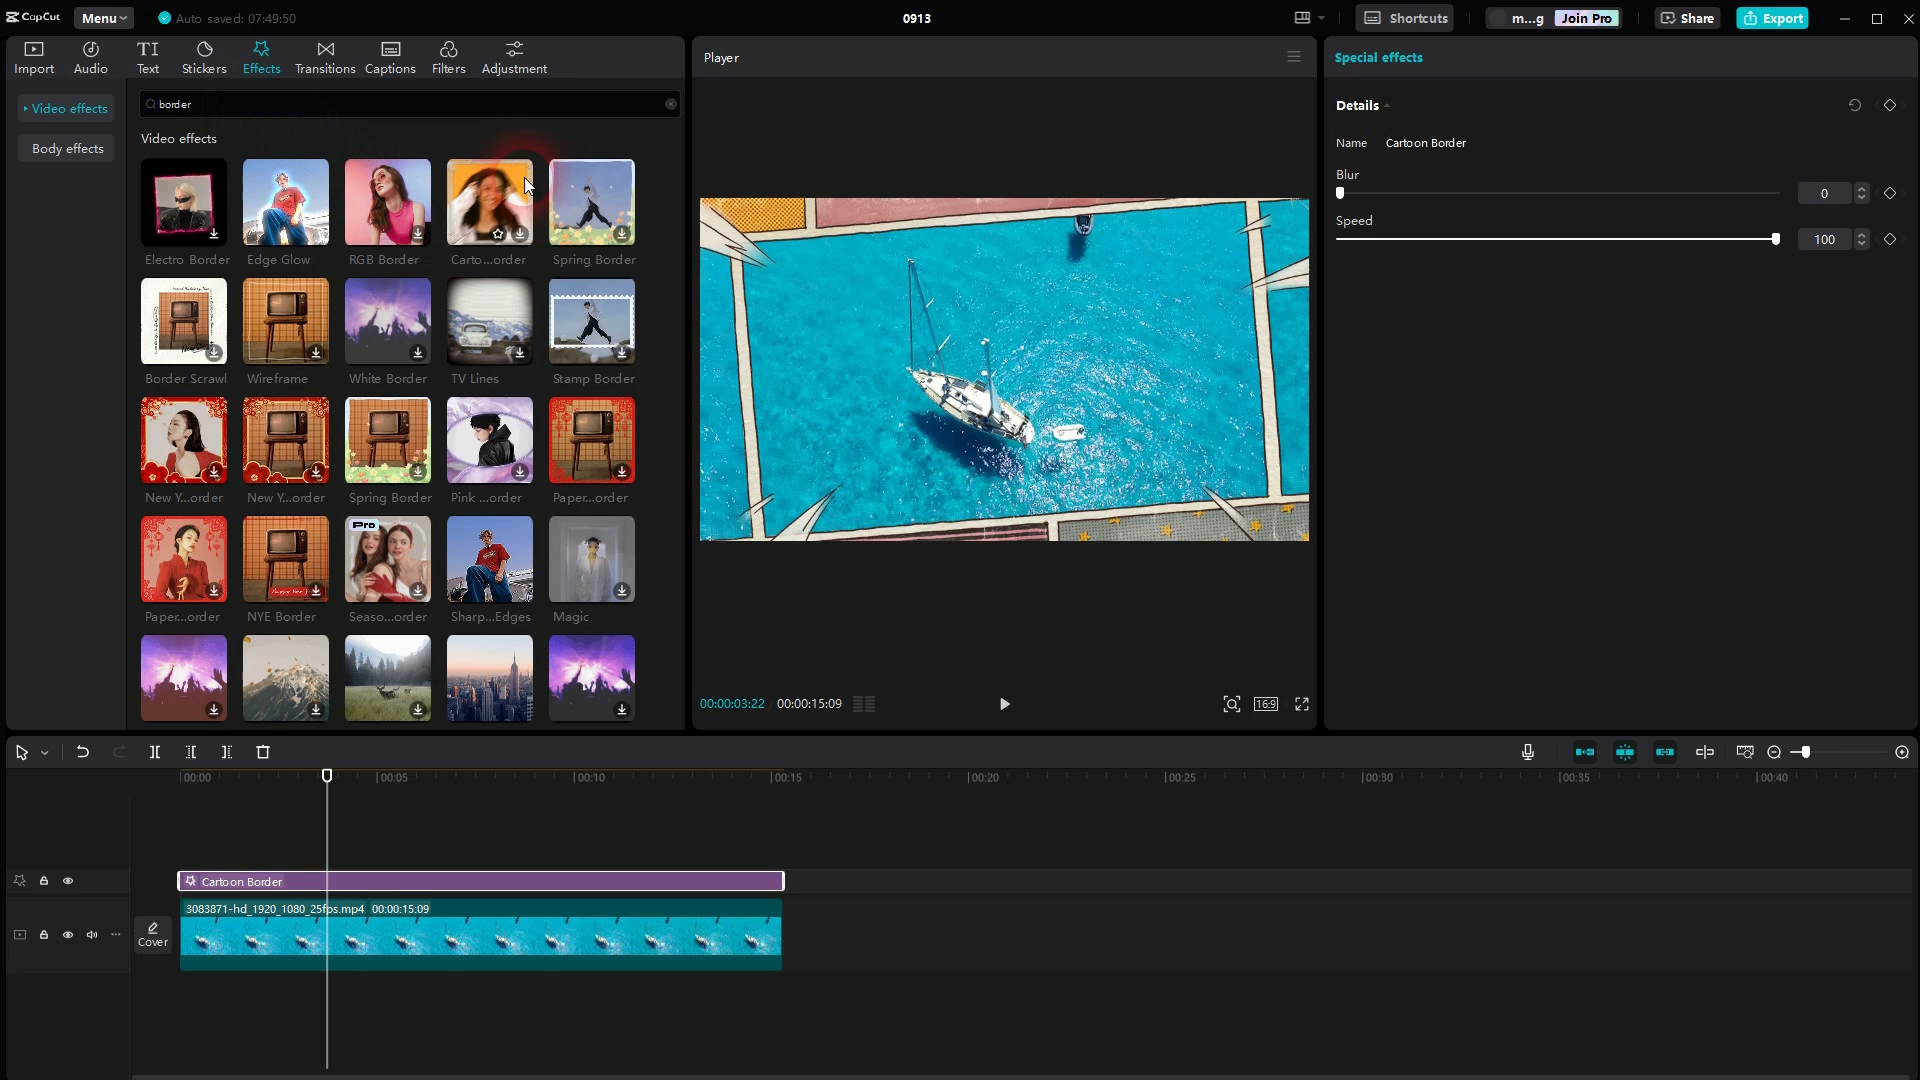 CapCut
Menu
Auto saved: 07:49:50
0913
Shortcuts
m...g
Join Pro
Share
Export
Import
Audio
Text
Stickers
Effects
Transitions
Captions
Filters
Adjustment
Player
Special effects
Video effects
Body effects
border
Video effects
Electro Border
Edge Glow
RGB Border
Carto...order
Spring Border
Border Scrawl
Wireframe
White Border
TV Lines
Stamp Border
New Y...order
New Y...order
Spring Border
Pink ...order
Paper...order
Pro
Paper...order
NYE Border
Seaso...order
Sharp...Edges
Magic
Details
Name
Cartoon Border
Blur
0
Speed
100
00:00:03:22
00:00:15:09
16:9
00:00
00:05
00:10
00:15
00:20
00:25
00:30
00:35
00:40
Cartoon Border
3083871-hd_1920_1080_25fps.mp4 00:00:15:09
Cover